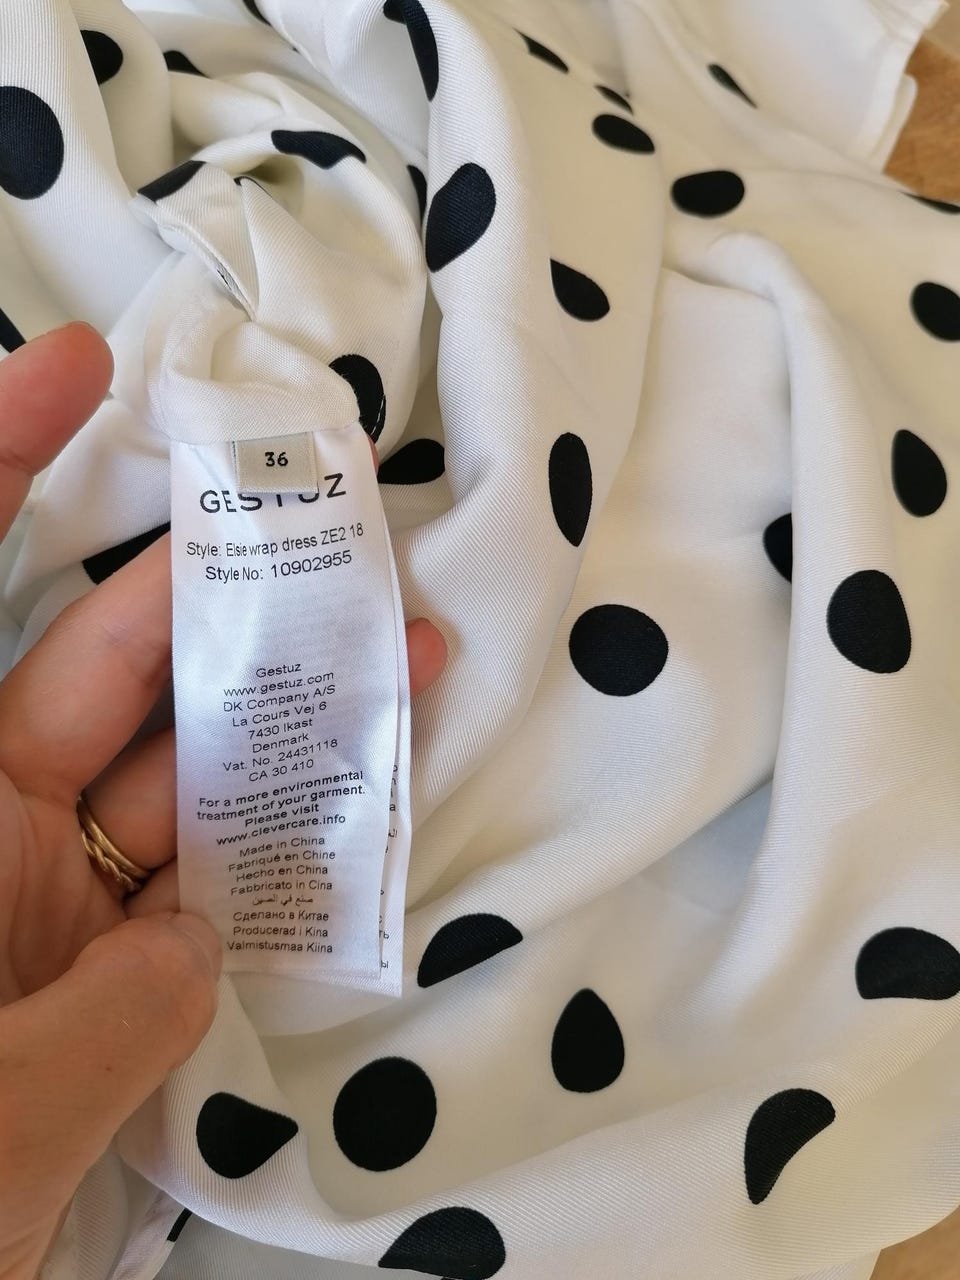 36
GESTUZ
Style: Elsie wrap dress ZE2 18
Style No: 10902955
Gestuz
www.gestuz.com
DK Company A/S
La Cours Vej 6
7430 Ikast
Denmark
Vat. No. 24431118
CA 30 410
For a more environmental
treatment of your garment.
Please visit
www.clevercare.info
Made in China
Fabriqué en Chine
Hecho en China
Fabbricato in Cina
صنع في الصين
Сделано в Китае
Producerad i Kina
Valmistusmaa Kiina